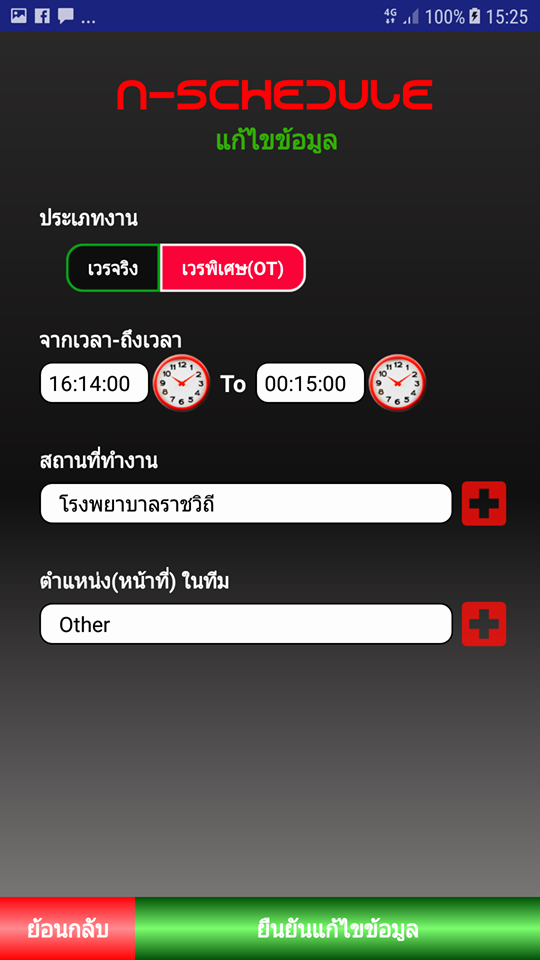 4G 100% 15:25
N-SCHEDULE
แก้ไขข้อมูล
ประเภทงาน
เวรจริง เวรพิเศษ(OT)
จากเวลา-ถึงเวลา
16:14:00 To 00:15:00
สถานที่ทำงาน
โรงพยาบาลราชวิถี
ตำแหน่ง(หน้าที่) ในทีม
Other
ย้อนกลับ ยืนยันแก้ไขข้อมูล